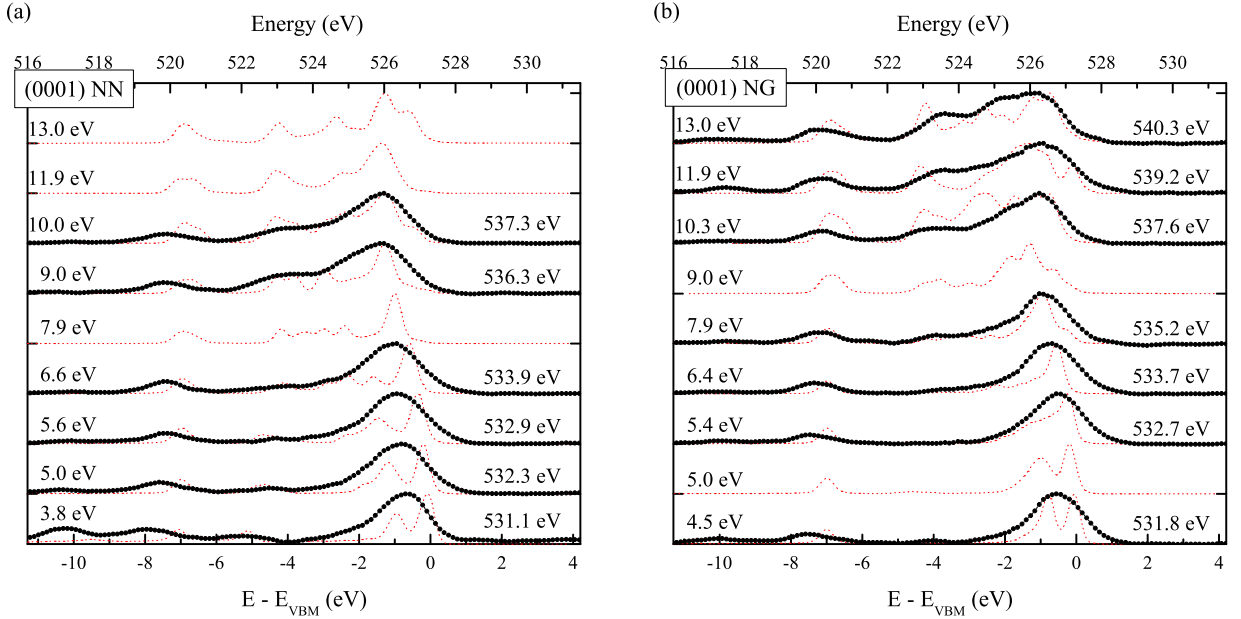 (a)
Energy (eV)
516 518 520 522 524 526 528 530
(0001) NN
13.0 eV
11.9 eV
10.0 eV 537.3 eV
9.0 eV 536.3 eV
7.9 eV
6.6 eV 533.9 eV
5.6 eV 532.9 eV
5.0 eV 532.3 eV
3.8 eV 531.1 eV
-10 -8 -6 -4 -2 0 2 4
E - E_VBM (eV)
(b)
Energy (eV)
516 518 520 522 524 526 528 530
(0001) NG
13.0 eV 540.3 eV
11.9 eV 539.2 eV
10.3 eV 537.6 eV
9.0 eV
7.9 eV 535.2 eV
6.4 eV 533.7 eV
5.4 eV 532.7 eV
5.0 eV
4.5 eV 531.8 eV
-10 -8 -6 -4 -2 0 2 4
E - E_VBM (eV)